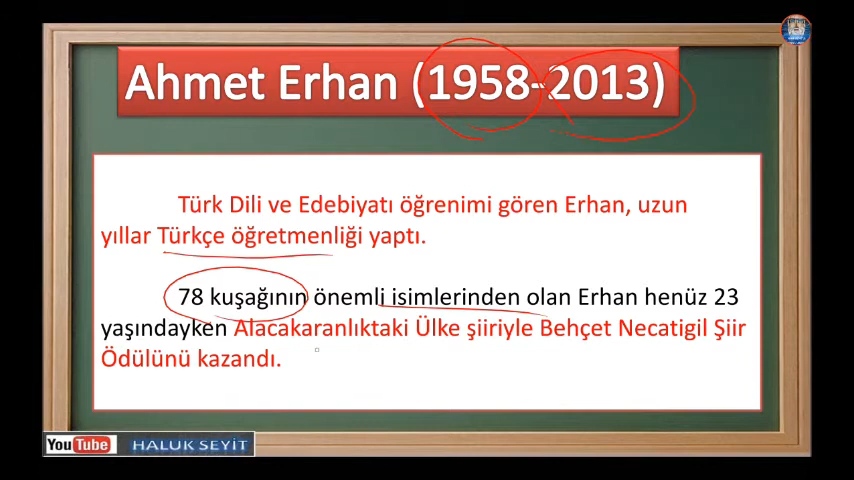 Ahmet Erhan (1958-2013)
Türk Dili ve Edebiyatı öğrenimi gören Erhan, uzun
yıllar Türkçe öğretmenliği yaptı.
78 kuşağının önemli isimlerinden olan Erhan henüz 23
yaşındayken Alacakaranlıktaki Ülke şiiriyle Behçet Necatigil Şiir
Ödülünü kazandı.
YouTube HALUK SEYİT